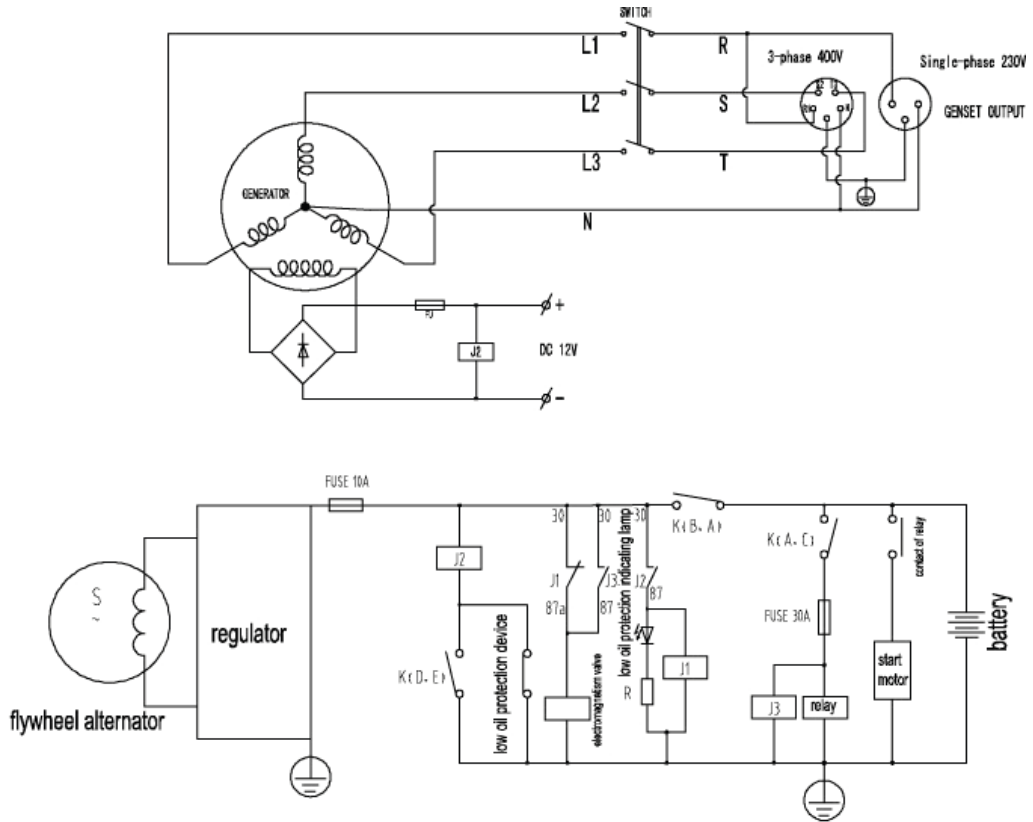 SWITCH
L1
R
3-phase 400V
Single-phase 230V
L2
S
GENSET OUTPUT
GENERATOR
L3
T
N
+
J2
DC 12V
-
FUSE 10A
30
30
30
K(B、A)
K(A、C)
contact of relay
J2
J1
J3
J2
87a
87
87
low oil protection indicating lamp
S
~
regulator
FUSE 30A
battery
low oil protection device
K(D、E)
J1
start
motor
R
electromagnetism valve
J3
relay
flywheel alternator